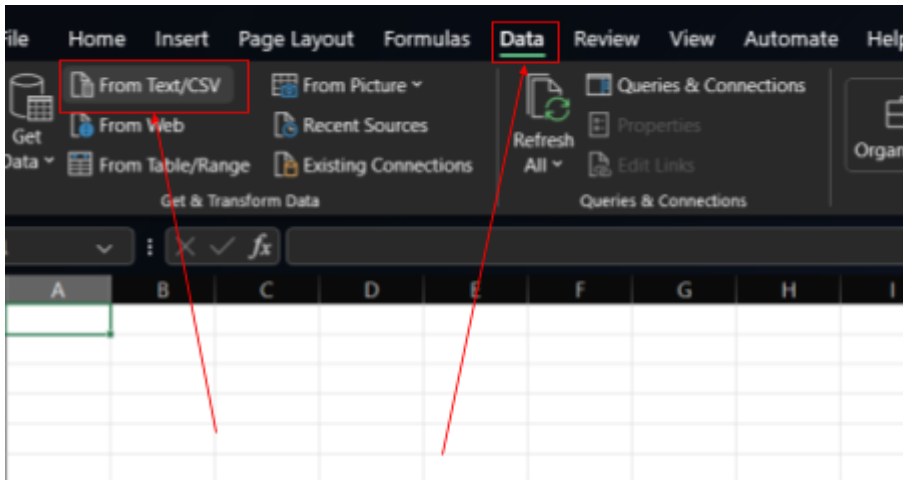 File Home Insert Page Layout Formulas Data Review View Automate Help
From Text/CSV From Picture Queries & Connections
From Web Recent Sources Properties
Get Data From Table/Range Existing Connections Refresh All Edit Links
Get & Transform Data Queries & Connections
fx
A B C D E F G H I